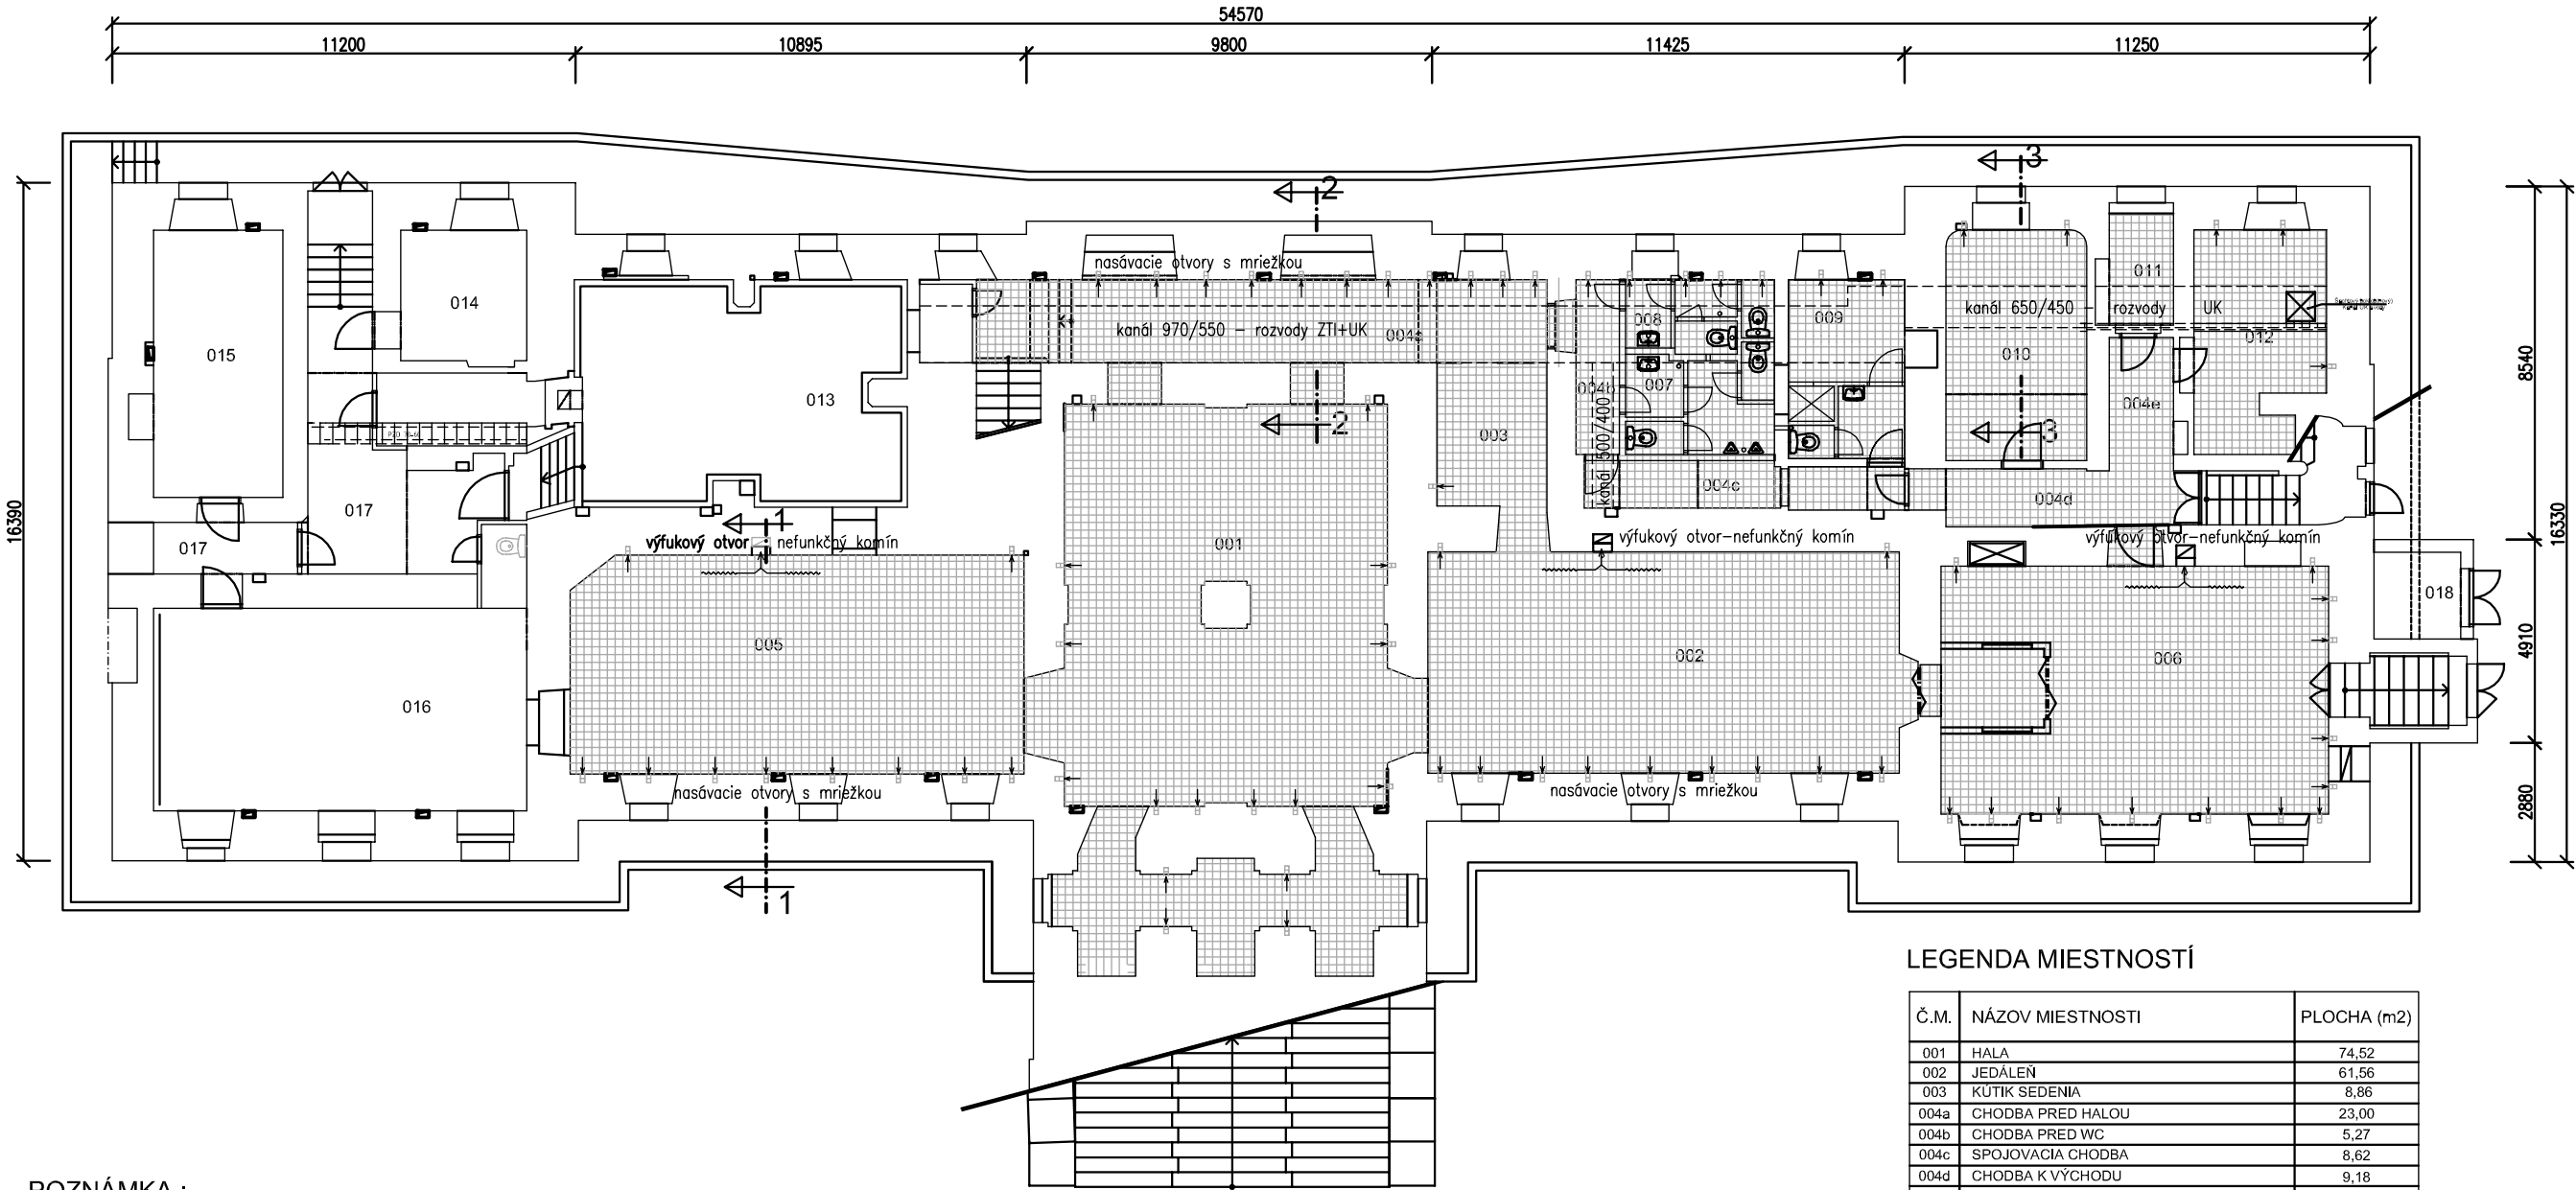 54570
11200 10895 9800 11425 11250
3
2
nasávacie otvory s mriežkou
014
015
013
kanál 970/550 – rozvody ZTI+UK
004a
008
009
kanál 650/450 – rozvody UK
011
012
010
007
004b
004e
8540
2
003
3
kanál 500/400
004c
004d
16390
16330
017
017
1
výfukový otvor nefunkčný komín
001
výfukový otvor-nefunkčný komín
výfukový otvor-nefunkčný komín
018
005
002
006
4910
016
nasávacie otvory s mriežkou
nasávacie otvory s mriežkou
2880
1
LEGENDA MIESTNOSTÍ
Č.M. NÁZOV MIESTNOSTI PLOCHA (m2)
001 HALA 74,52
002 JEDÁLEŇ 61,56
003 KÚTIK SEDENIA 8,86
004a CHODBA PRED HALOU 23,00
004b CHODBA PRED WC 5,27
004c SPOJOVACIA CHODBA 8,62
004d CHODBA K VÝCHODU 9,18
POZNÁMKA :